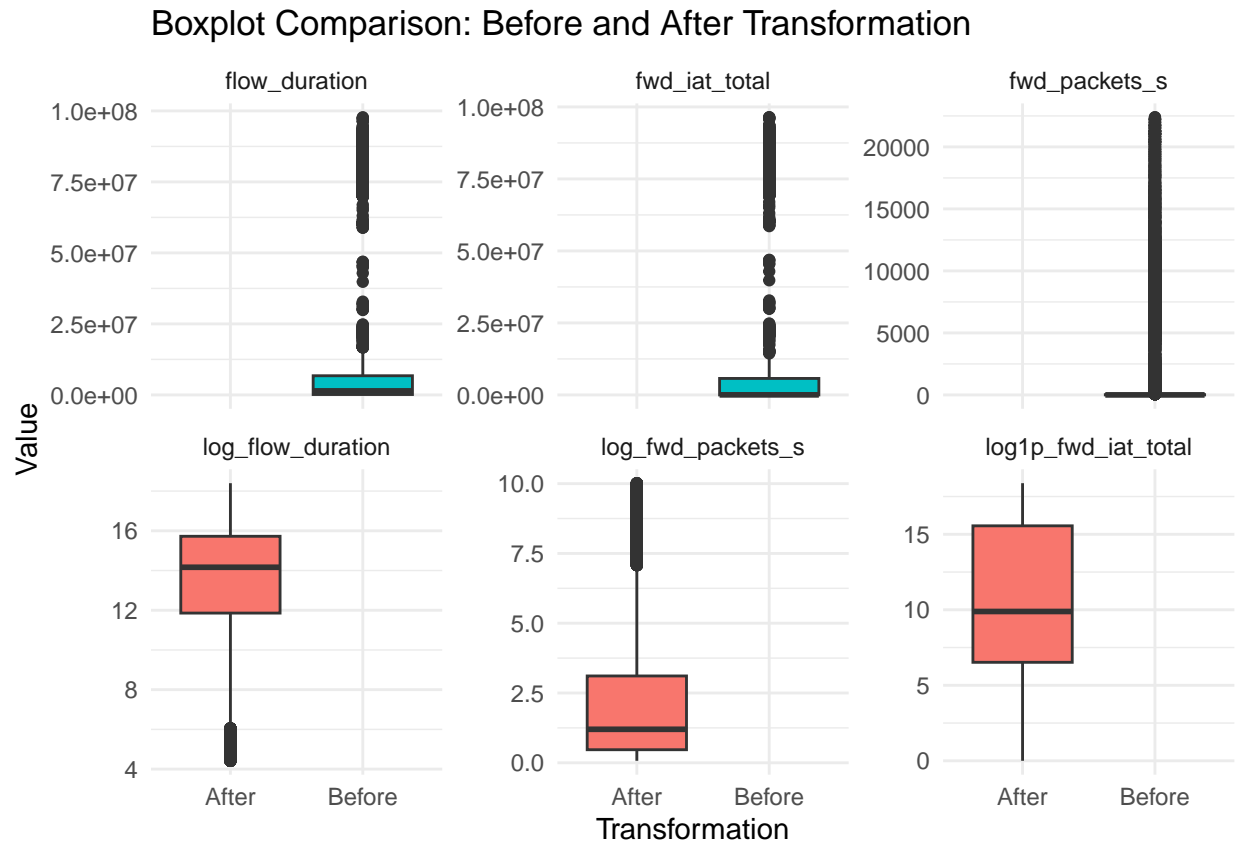 Boxplot Comparison: Before and After Transformation
flow_duration
fwd_iat_total
fwd_packets_s
1.0e+08
7.5e+07
5.0e+07
2.5e+07
0.0e+00
1.0e+08
7.5e+07
5.0e+07
2.5e+07
0.0e+00
20000
15000
10000
5000
0
Value
log_flow_duration
log_fwd_packets_s
log1p_fwd_iat_total
16
12
8
4
10.0
7.5
5.0
2.5
0.0
15
10
5
0
After Before
After Before
After Before
Transformation